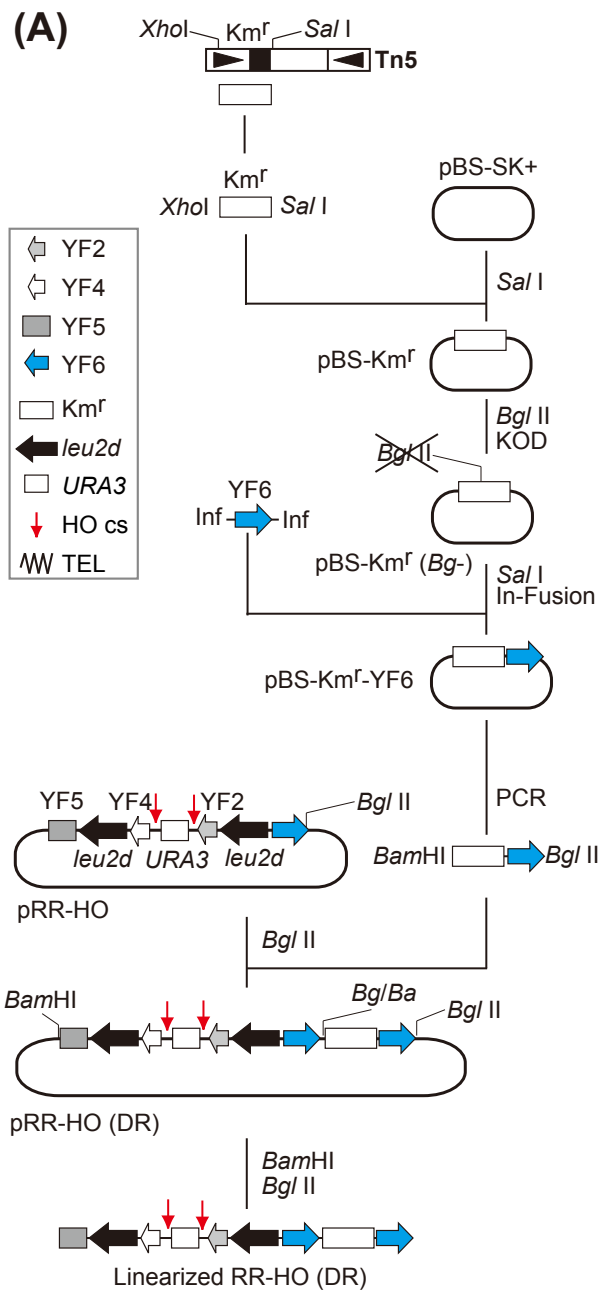 (A)
XhoI Kmʳ Sal I
Tn5
Kmʳ
XhoI Sal I
pBS-SK+
Sal I
YF2
YF4
YF5
YF6
Kmʳ
leu2d
URA3
HO cs
TEL
pBS-Kmʳ
Bgl II
KOD
Bgl II
YF6
Inf Inf
pBS-Kmʳ (Bg-)
Sal I
In-Fusion
pBS-Kmʳ-YF6
PCR
BamHI Bgl II
YF5 YF4 YF2 Bgl II
leu2d URA3 leu2d
pRR-HO
Bgl II
BamHI Bg/Ba Bgl II
pRR-HO (DR)
BamHI
Bgl II
Linearized RR-HO (DR)